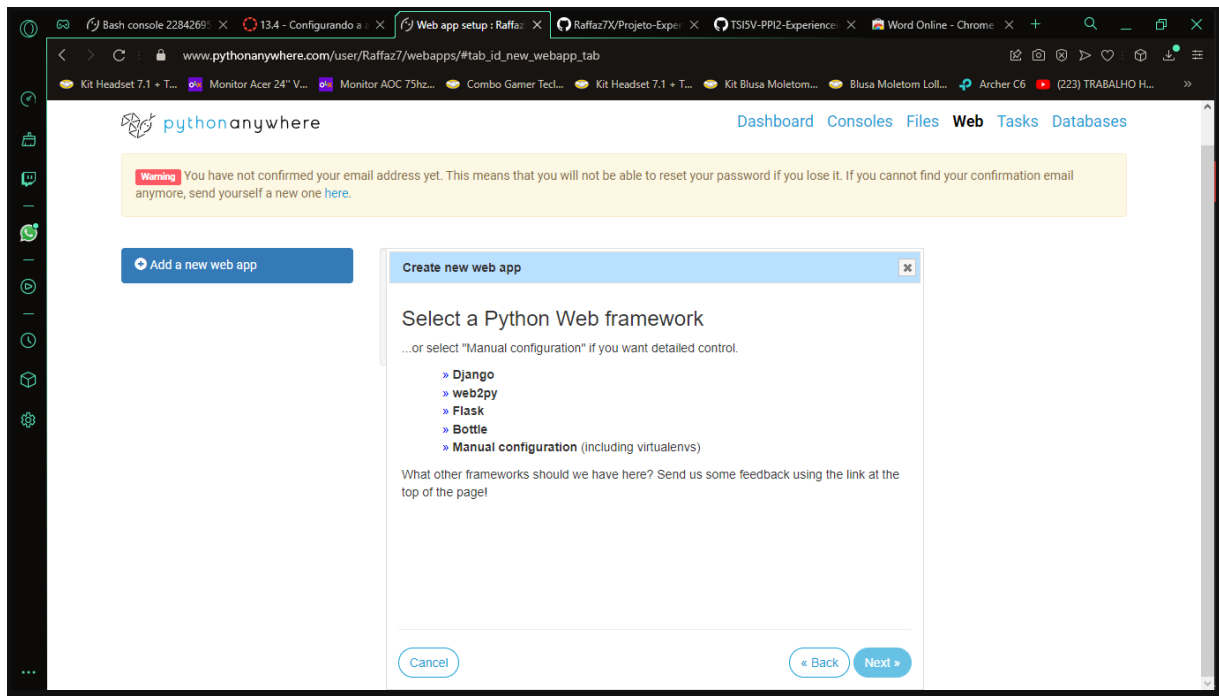 Bash console 22842695
13.4 - Configurando a a
Web app setup : Raffaz
Raffaz7X/Projeto-Exper
TSI5V-PPI2-Experiencei
Word Online - Chrome
www.pythonanywhere.com/user/Raffaz7/webapps/#tab_id_new_webapp_tab
Kit Headset 7.1 + T...
olx
Monitor Acer 24" V...
olx
Monitor AOC 75hz...
Combo Gamer Tecl...
Kit Headset 7.1 + T...
Kit Blusa Moletom...
Blusa Moletom Loll...
Archer C6
(223) TRABALHO H...
»
pythonanywhere
Dashboard Consoles Files Web Tasks Databases
Warning You have not confirmed your email address yet. This means that you will not be able to reset your password if you lose it. If you cannot find your confirmation email
anymore, send yourself a new one here.
Add a new web app
Create new web app
Select a Python Web framework
...or select "Manual configuration" if you want detailed control.
» Django
» web2py
» Flask
» Bottle
» Manual configuration (including virtualenvs)
What other frameworks should we have here? Send us some feedback using the link at the
top of the page!
Cancel
« Back
Next »